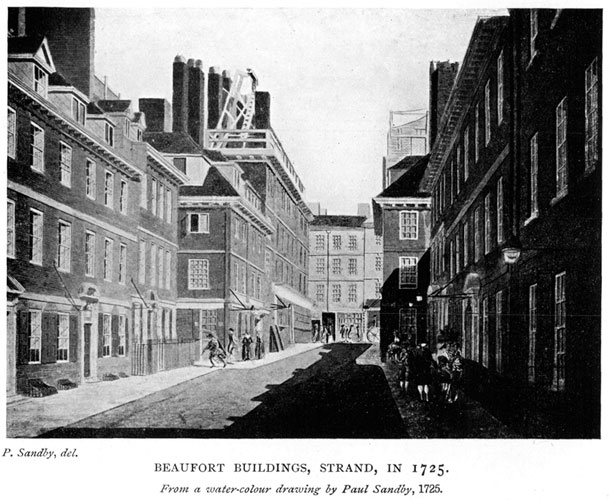 P. Sandby, del.
BEAUFORT BUILDINGS, STRAND, IN 1725.
From a water-colour drawing by Paul Sandby, 1725.